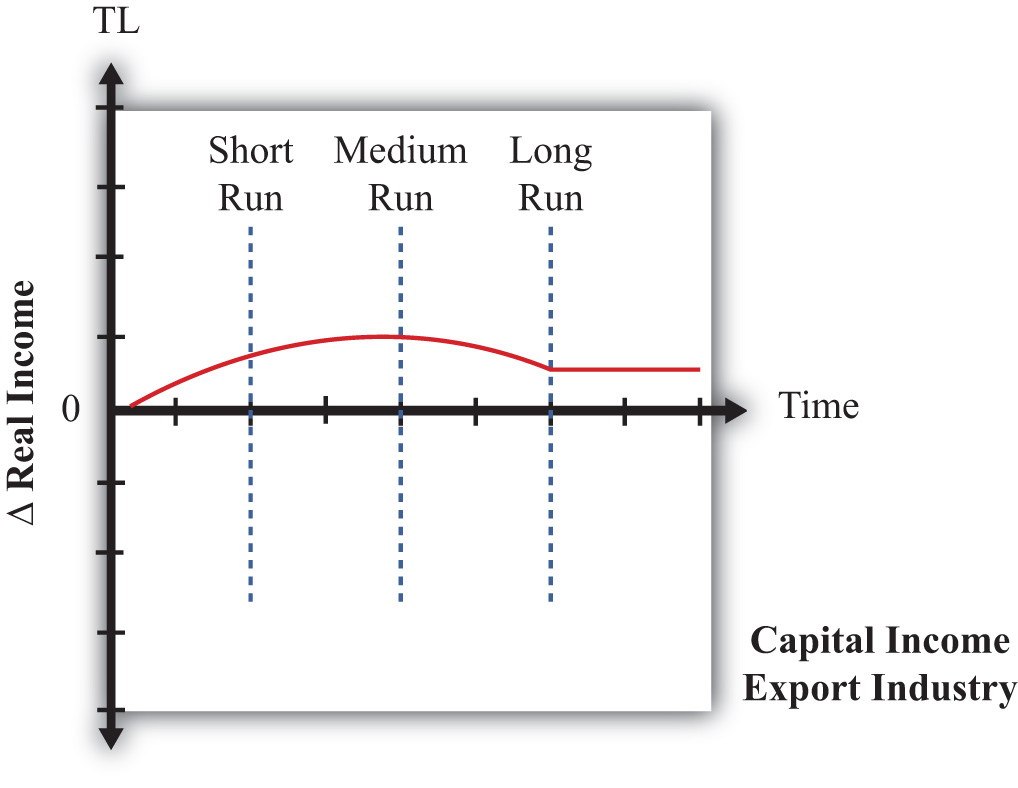 TL
Short
Run
Medium
Run
Long
Run
Δ Real Income
0
Time
Capital Income
Export Industry